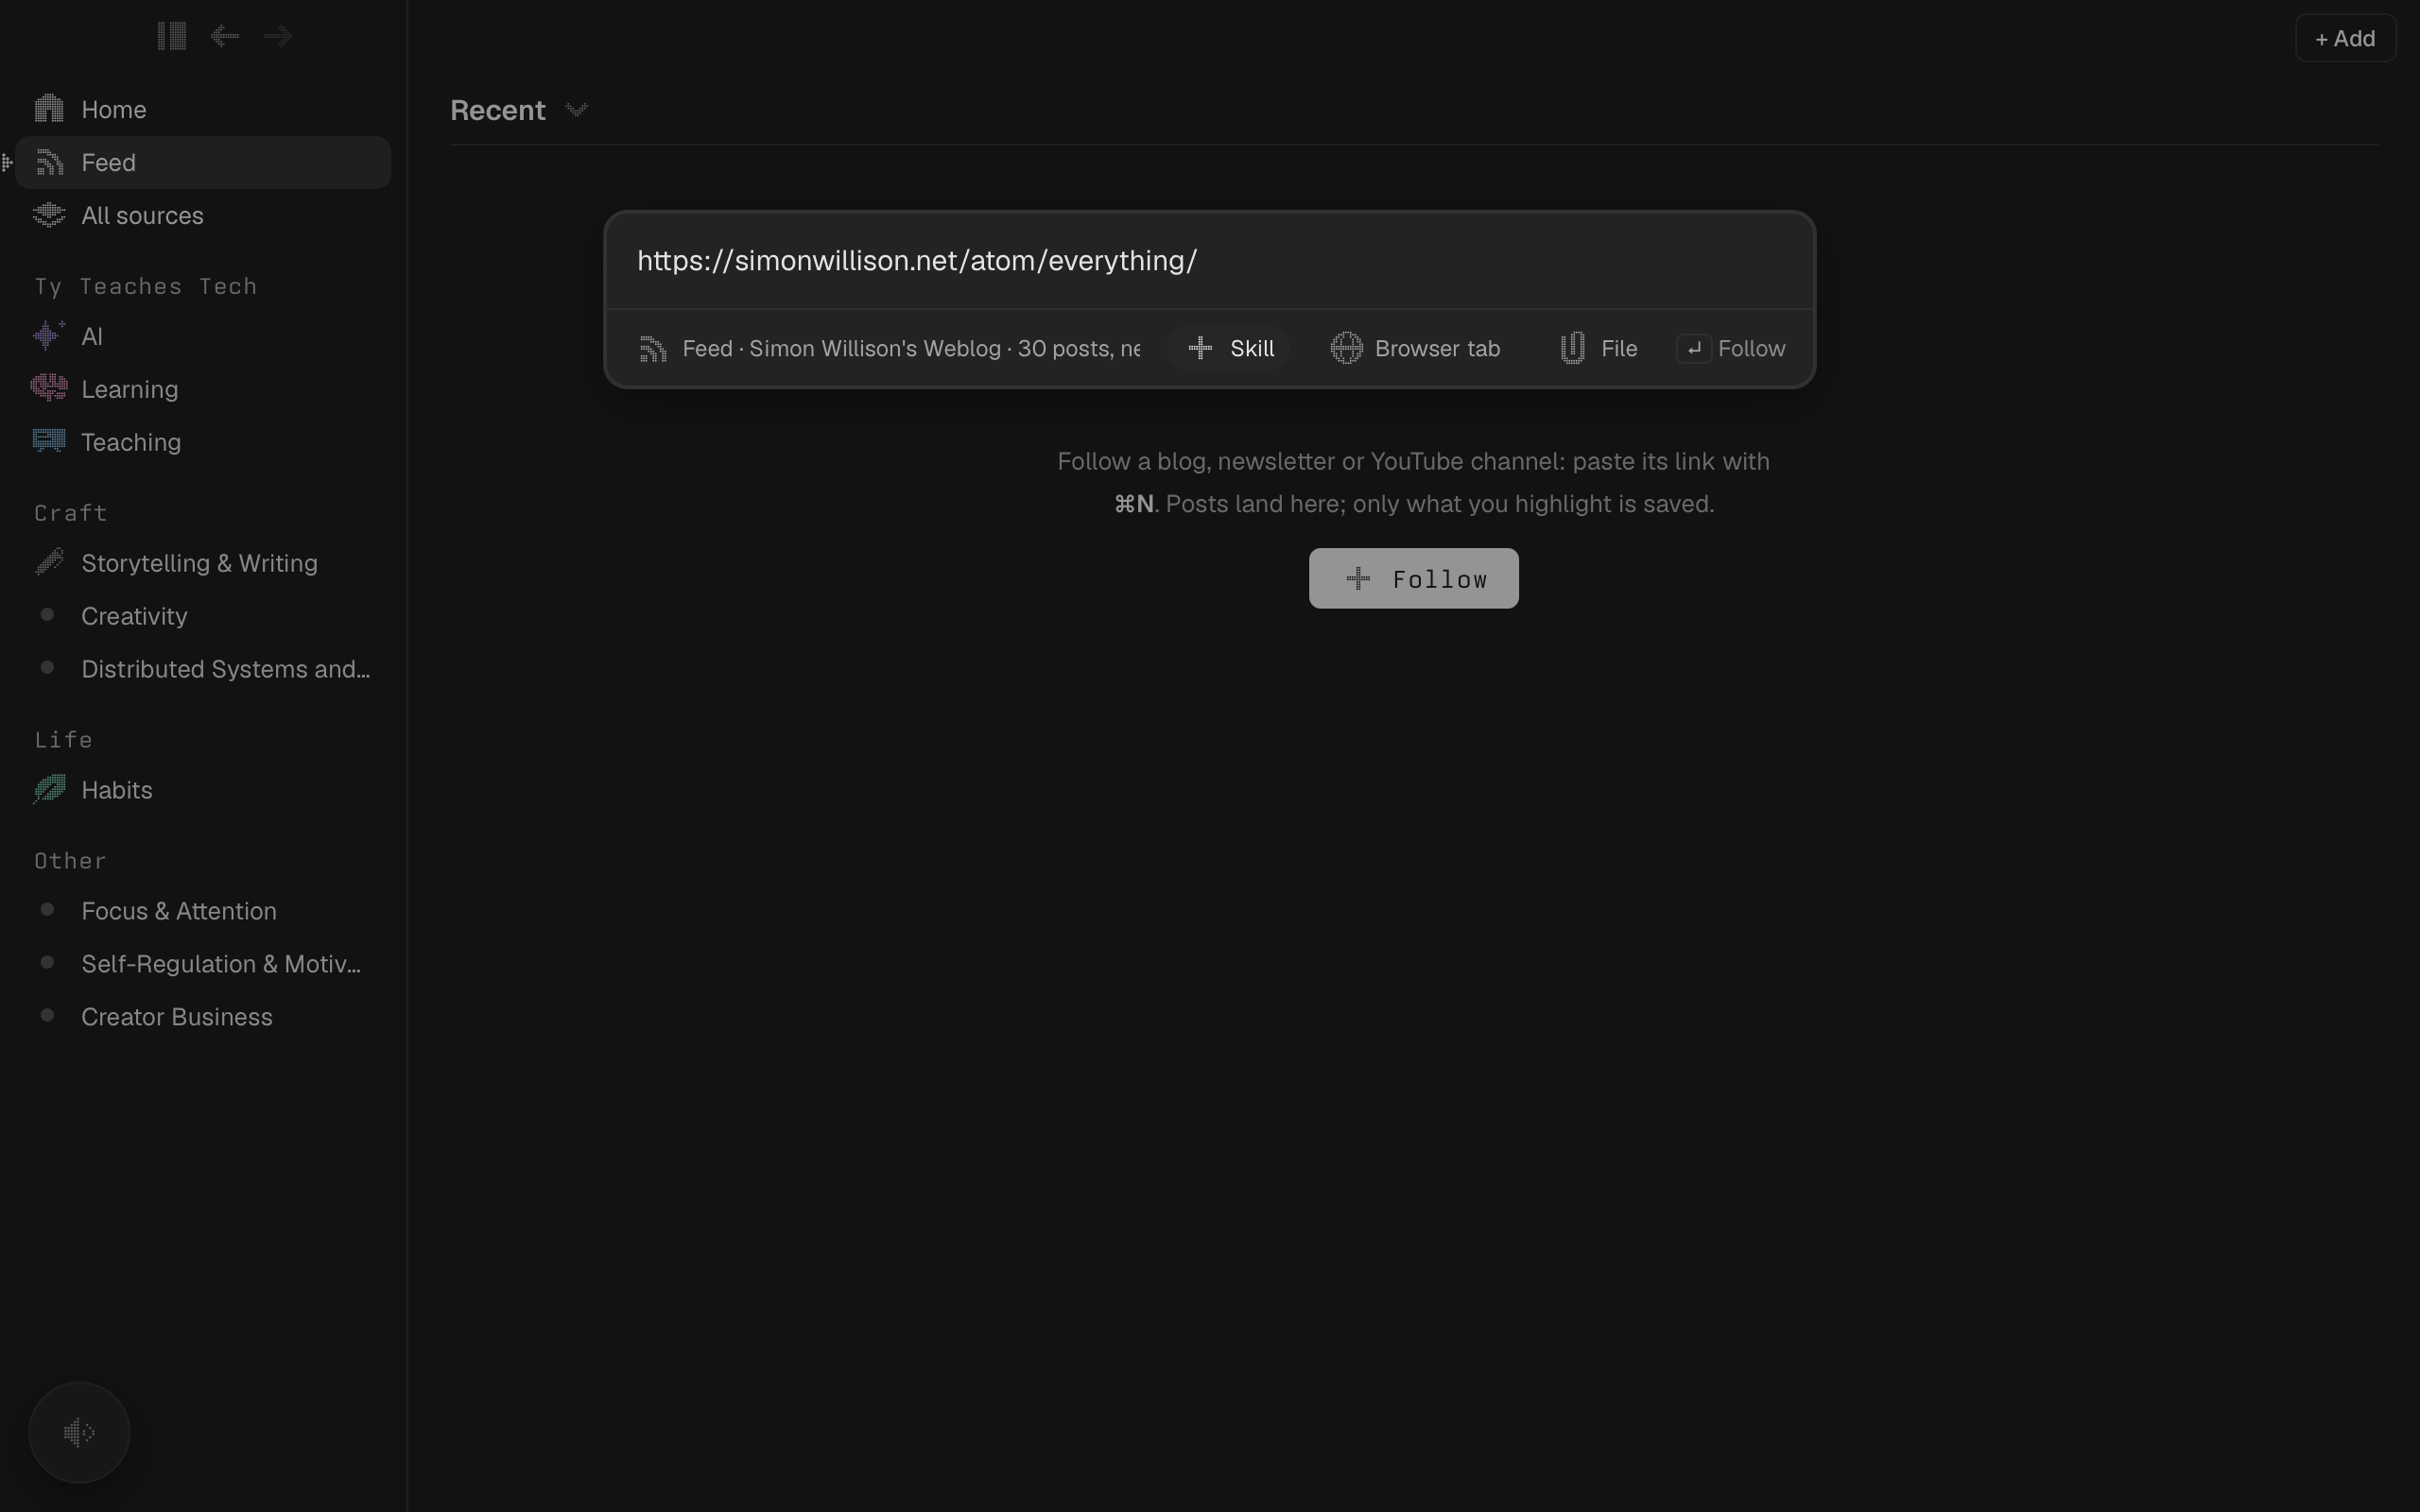 + Add
Home
Feed
All sources
Ty Teaches Tech
AI
Learning
Teaching
Craft
Storytelling & Writing
Creativity
Distributed Systems and...
Life
Habits
Other
Focus & Attention
Self-Regulation & Motiv...
Creator Business
Recent
https://simonwillison.net/atom/everything/
Feed · Simon Willison's Weblog · 30 posts, ne
Skill
Browser tab
File
↵ Follow
Follow a blog, newsletter or YouTube channel: paste its link with
⌘N. Posts land here; only what you highlight is saved.
Follow